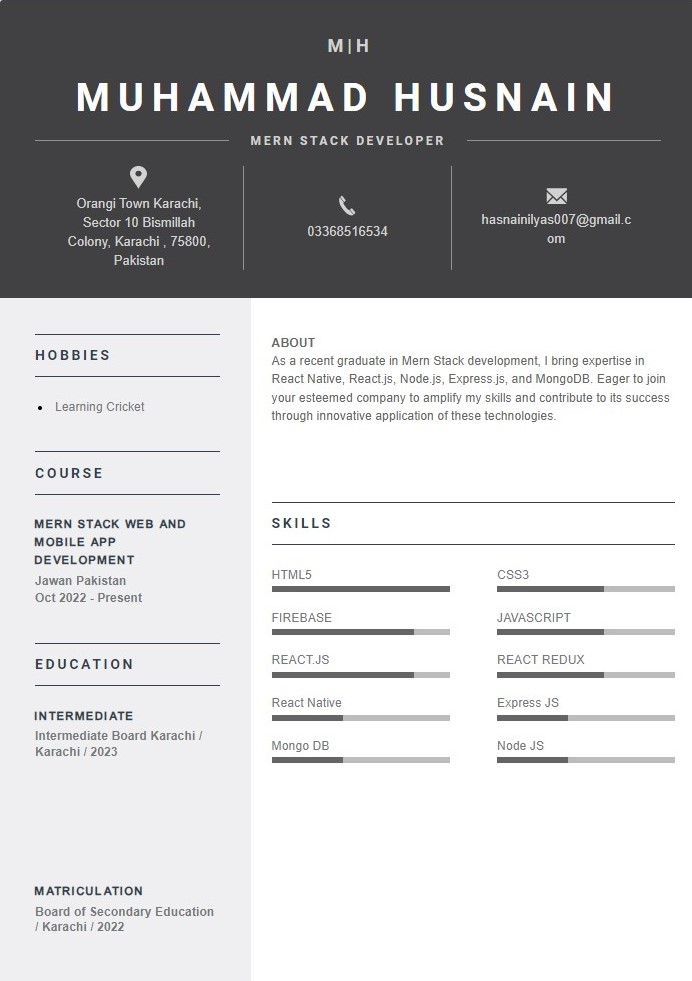 M|H
MUHAMMAD HUSNAIN
MERN STACK DEVELOPER
Orangi Town Karachi,
Sector 10 Bismillah
Colony, Karachi , 75800,
Pakistan
03368516534
hasnainilyas007@gmail.c
om
HOBBIES
Learning Cricket
COURSE
MERN STACK WEB AND
MOBILE APP
DEVELOPMENT
Jawan Pakistan
Oct 2022 - Present
EDUCATION
INTERMEDIATE
Intermediate Board Karachi /
Karachi / 2023
MATRICULATION
Board of Secondary Education
/ Karachi / 2022
ABOUT
As a recent graduate in Mern Stack development, I bring expertise in
React Native, React.js, Node.js, Express.js, and MongoDB. Eager to join
your esteemed company to amplify my skills and contribute to its success
through innovative application of these technologies.
SKILLS
HTML5
CSS3
FIREBASE
JAVASCRIPT
REACT.JS
REACT REDUX
React Native
Express JS
Mongo DB
Node JS